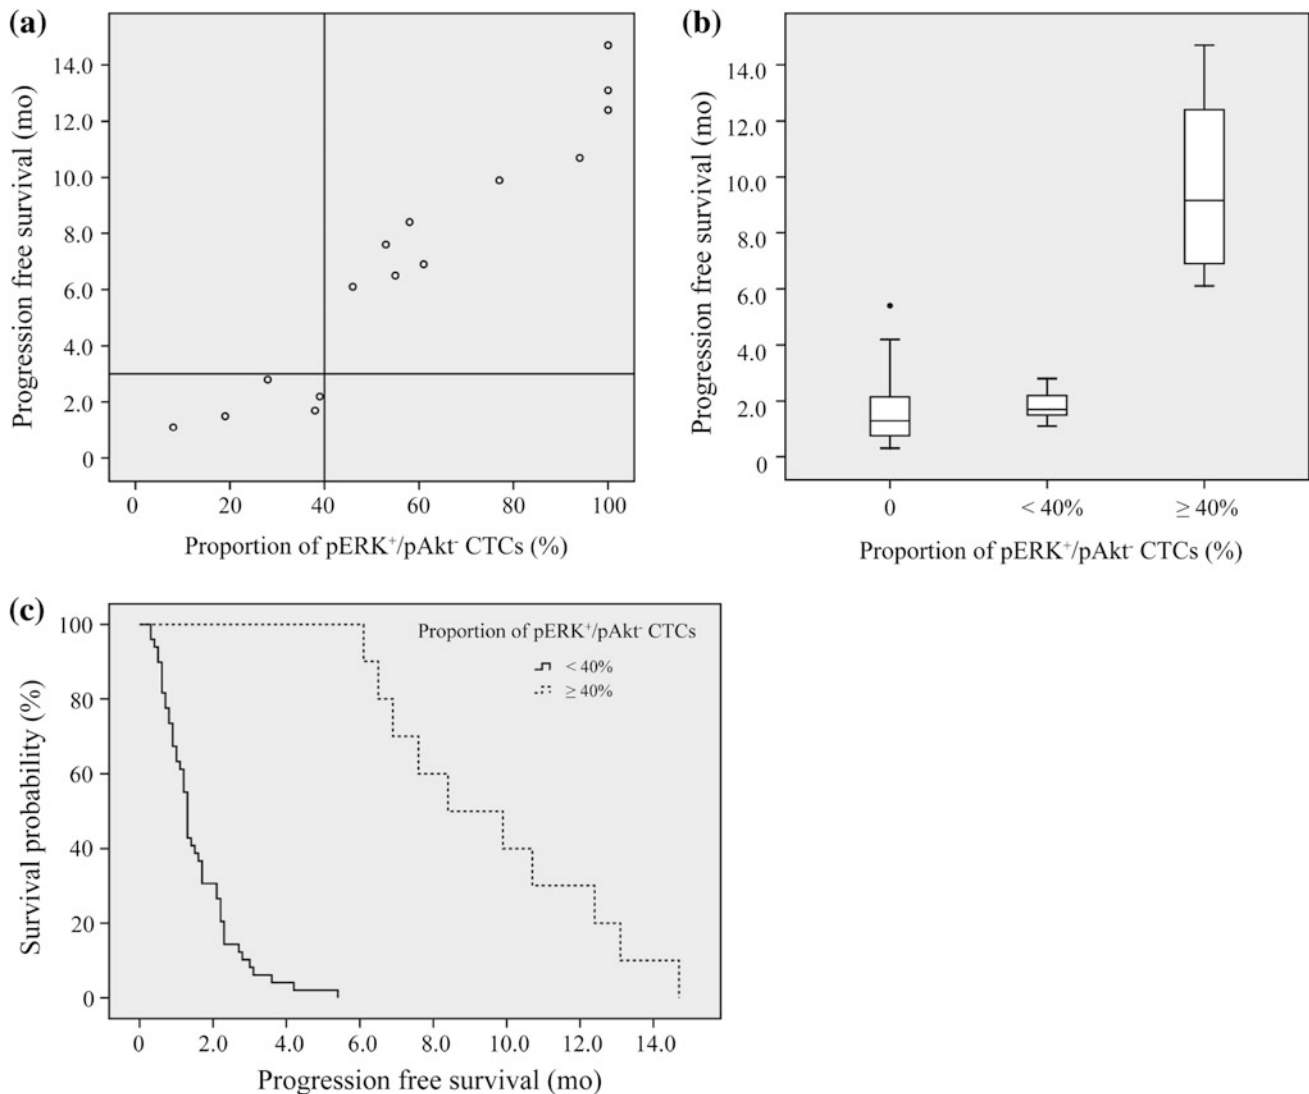 (a)
Progression free survival (mo)
14.0
12.0
10.0
8.0
6.0
4.0
2.0
0
0 20 40 60 80 100
Proportion of pERK⁺/pAkt⁻ CTCs (%)
(b)
Progression free survival (mo)
14.0
12.0
10.0
8.0
6.0
4.0
2.0
0
0 < 40% ≥ 40%
Proportion of pERK⁺/pAkt⁻ CTCs (%)
(c)
Survival probability (%)
100
80
60
40
20
0
Proportion of pERK⁺/pAkt⁻ CTCs
< 40%
≥ 40%
0 2.0 4.0 6.0 8.0 10.0 12.0 14.0
Progression free survival (mo)